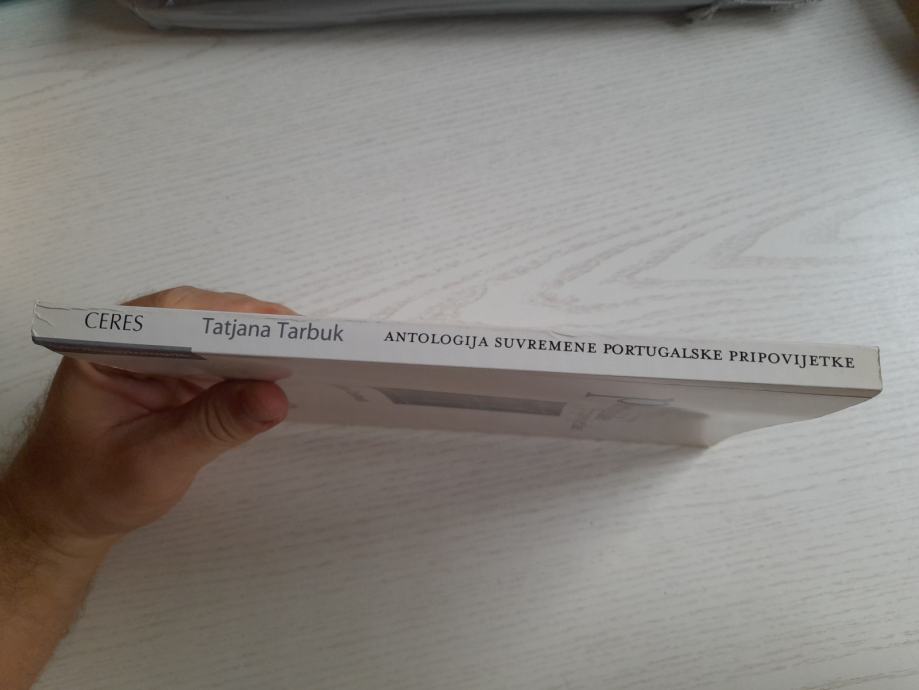 CERES Tatjana Tarbuk ANTOLOGIJA SUVREMENE PORTUGALSKE PRIPOVIJETKE